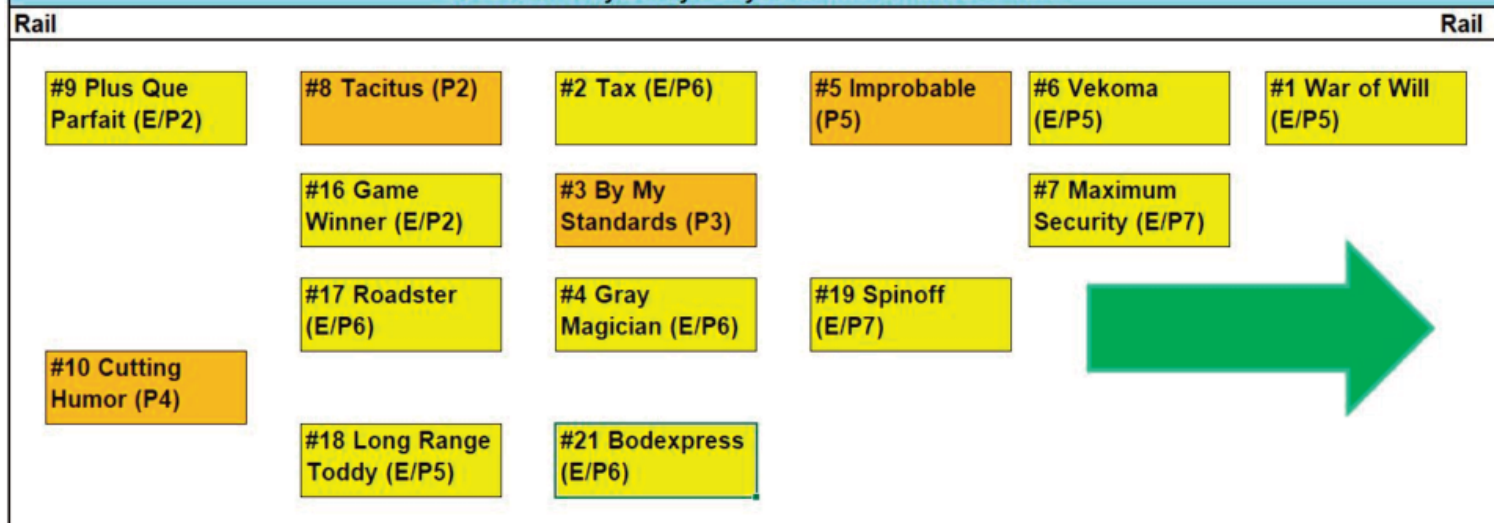 Rail Rail
#9 Plus Que
Parfait (E/P2)
#8 Tacitus (P2)
#2 Tax (E/P6)
#5 Improbable
(P5)
#6 Vekoma
(E/P5)
#1 War of Will
(E/P5)
#16 Game
Winner (E/P2)
#3 By My
Standards (P3)
#7 Maximum
Security (E/P7)
#17 Roadster
(E/P6)
#4 Gray
Magician (E/P6)
#19 Spinoff
(E/P7)
#10 Cutting
Humor (P4)
#18 Long Range
Toddy (E/P5)
#21 Bodexpress
(E/P6)